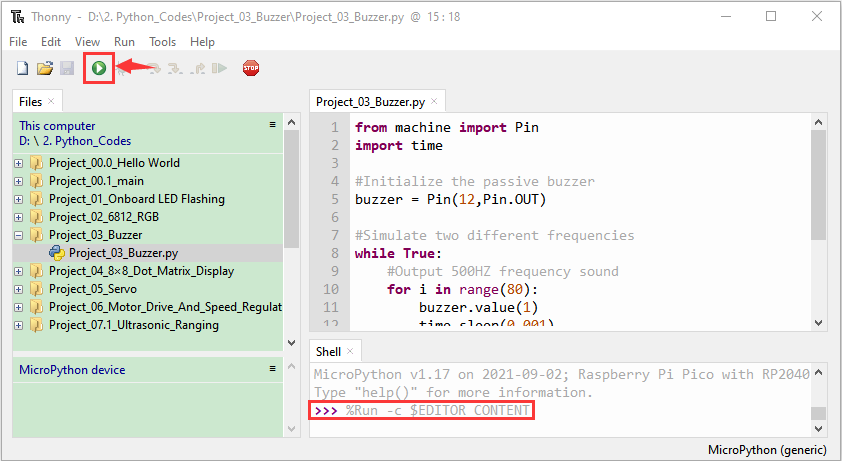 Thonny - D:\2. Python_Codes\Project_03_Buzzer\Project_03_Buzzer.py @ 15 : 18
File Edit View Run Tools Help
STOP
Files
This computer
D: \ 2. Python_Codes
Project_00.0_Hello World
Project_00.1_main
Project_01_Onboard LED Flashing
Project_02_6812_RGB
Project_03_Buzzer
Project_03_Buzzer.py
Project_04_8×8_Dot_Matrix_Display
Project_05_Servo
Project_06_Motor_Drive_And_Speed_Regulat
Project_07.1_Ultrasonic_Ranging
MicroPython device
Project_03_Buzzer.py
1 from machine import Pin
2 import time
3
4 #Initialize the passive buzzer
5 buzzer = Pin(12,Pin.OUT)
6
7 #Simulate two different frequencies
8 while True:
9 #Output 500HZ frequency sound
10 for i in range(80):
11 buzzer.value(1)
12 time.sleep(0.001)
Shell
MicroPython v1.17 on 2021-09-02; Raspberry Pi Pico with RP2040
Type "help()" for more information.
>>> %Run -c $EDITOR_CONTENT
MicroPython (generic)